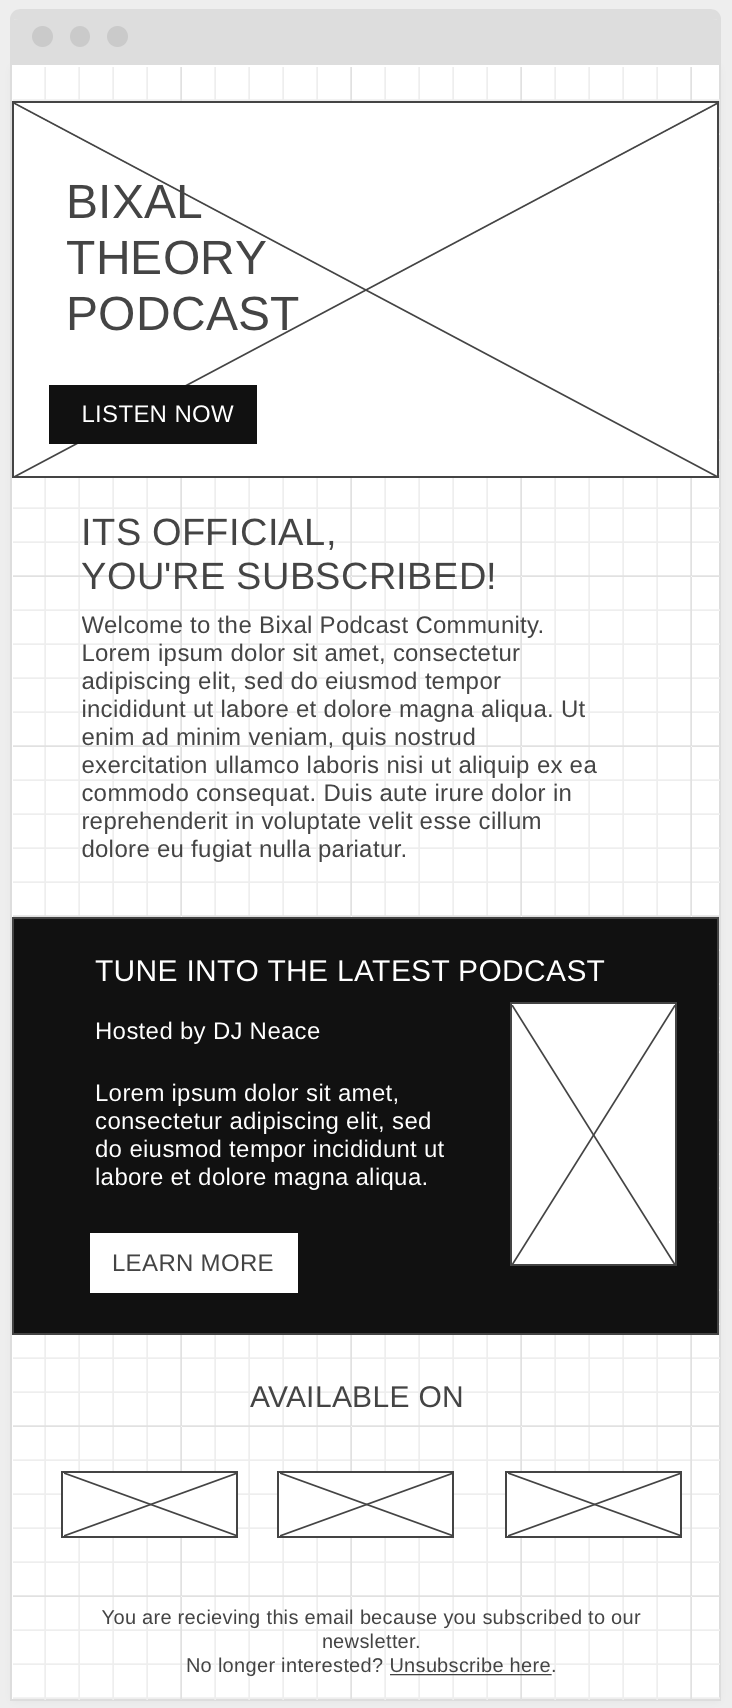 BIXAL
THEORY
PODCAST
LISTEN NOW
ITS OFFICIAL,
YOU'RE SUBSCRIBED!
Welcome to the Bixal Podcast Community.
Lorem ipsum dolor sit amet, consectetur
adipiscing elit, sed do eiusmod tempor
incididunt ut labore et dolore magna aliqua. Ut
enim ad minim veniam, quis nostrud
exercitation ullamco laboris nisi ut aliquip ex ea
commodo consequat. Duis aute irure dolor in
reprehenderit in voluptate velit esse cillum
dolore eu fugiat nulla pariatur.
TUNE INTO THE LATEST PODCAST
Hosted by DJ Neace
Lorem ipsum dolor sit amet,
consectetur adipiscing elit, sed
do eiusmod tempor incididunt ut
labore et dolore magna aliqua.
LEARN MORE
AVAILABLE ON
You are recieving this email because you subscribed to our
newsletter.
No longer interested? Unsubscribe here.